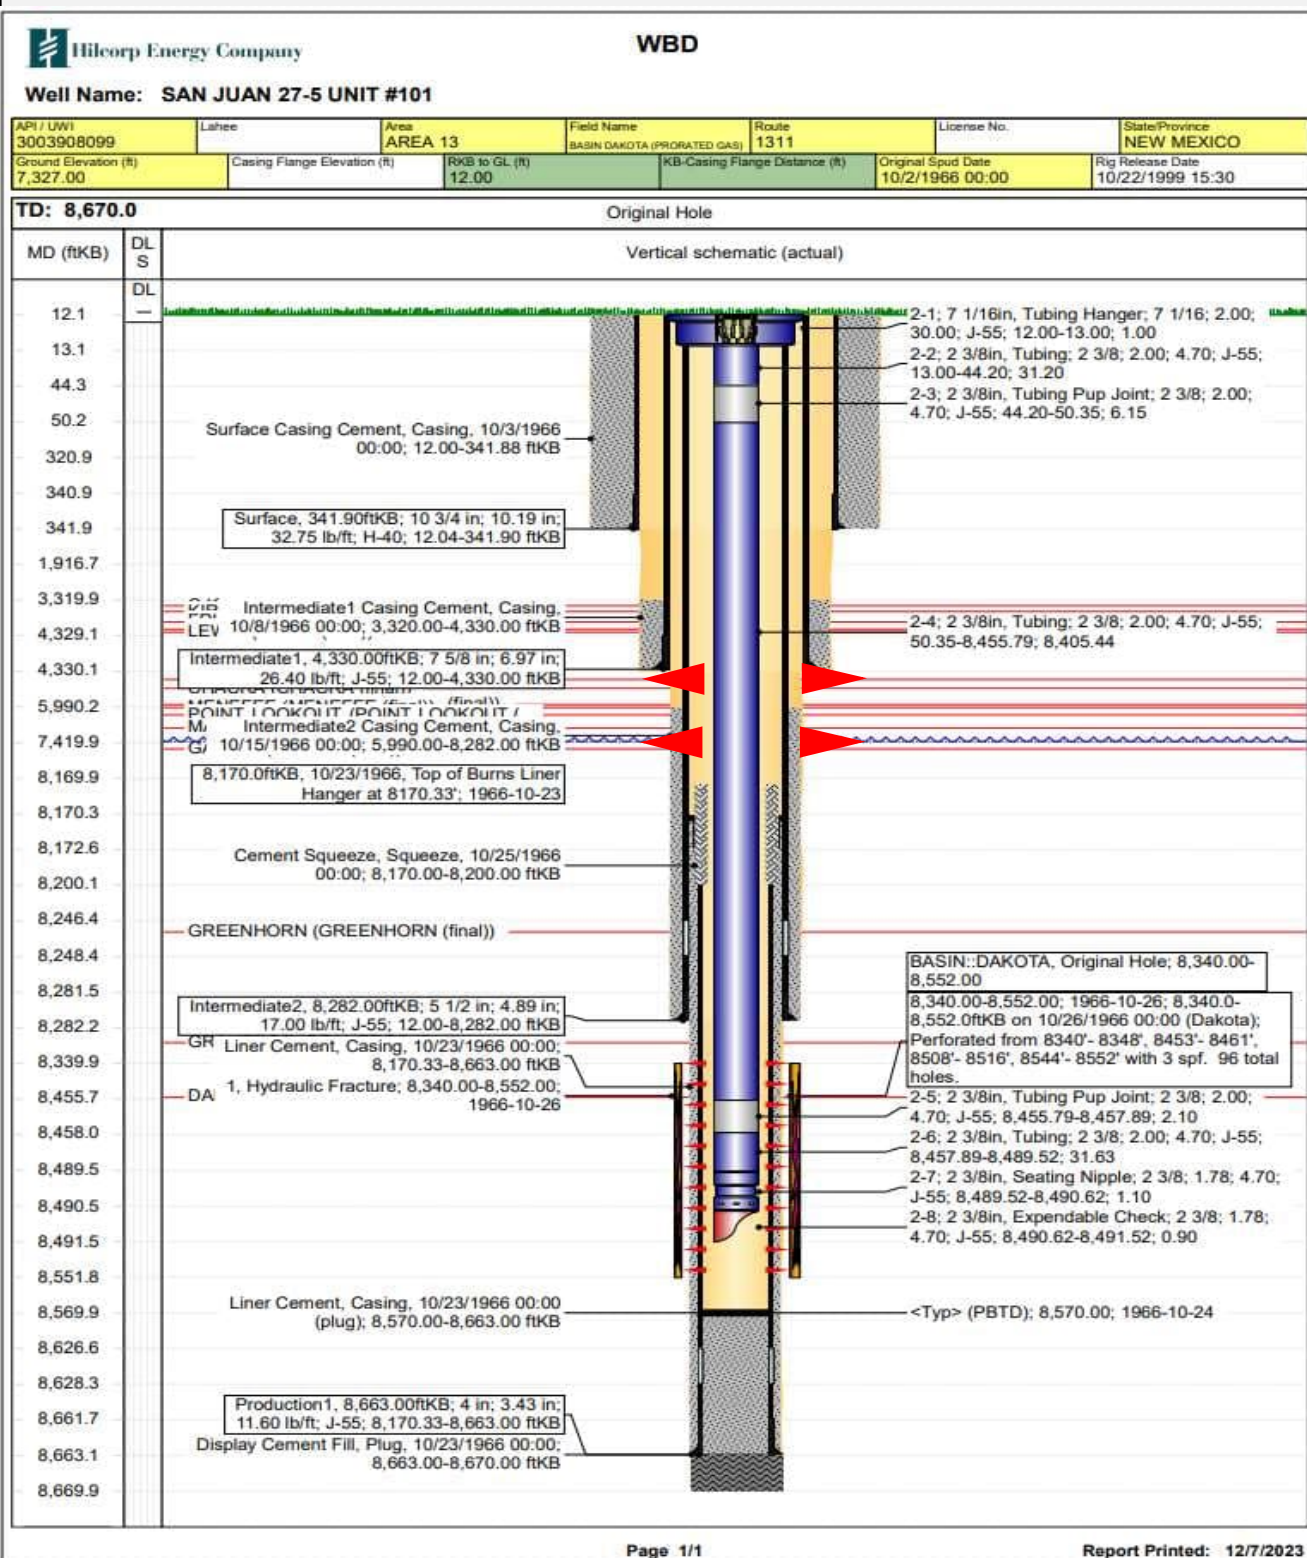 Hilcorp Energy Company
WBD
Well Name: SAN JUAN 27-5 UNIT #101
API / UWI
3003908099
Lahee
Area
AREA 13
Field Name
BASIN DAKOTA (PRORATED GAS)
Route
1311
License No.
State/Province
NEW MEXICO
Ground Elevation (ft)
7,327.00
Casing Flange Elevation (ft)
RKB to GL (ft)
12.00
KB-Casing Flange Distance (ft)
Original Spud Date
10/2/1966 00:00
Rig Release Date
10/22/1999 15:30
TD: 8,670.0
Original Hole
MD (ftKB)
DL
S
Vertical schematic (actual)
DL
12.1
13.1
44.3
50.2
320.9
340.9
341.9
1,916.7
3,319.9
4,329.1
4,330.1
5,990.2
7,419.9
8,169.9
8,170.3
8,172.6
8,200.1
8,246.4
8,248.4
8,281.5
8,282.2
8,339.9
8,455.7
8,458.0
8,489.5
8,490.5
8,491.5
8,551.8
8,569.9
8,626.6
8,628.3
8,661.7
8,663.1
8,669.9
Surface Casing Cement, Casing, 10/3/1966
00:00; 12.00-341.88 ftKB
Surface, 341.90ftKB; 10 3/4 in; 10.19 in;
32.75 lb/ft; H-40; 12.04-341.90 ftKB
Intermediate1 Casing Cement, Casing,
LEW 10/8/1966 00:00; 3,320.00-4,330.00 ftKB
Intermediate1, 4,330.00ftKB; 7 5/8 in; 6.97 in;
26.40 lb/ft; J-55; 12.00-4,330.00 ftKB
POINT LOOKOUT (POINT LOOKOUT (
Intermediate2 Casing Cement, Casing,
10/15/1966 00:00; 5,990.00-8,282.00 ftKB
8,170.0ftKB, 10/23/1966, Top of Burns Liner
Hanger at 8170.33'; 1966-10-23
Cement Squeeze, Squeeze, 10/25/1966
00:00; 8,170.00-8,200.00 ftKB
GREENHORN (GREENHORN (final))
Intermediate2, 8,282.00ftKB; 5 1/2 in; 4.89 in;
17.00 lb/ft; J-55; 12.00-8,282.00 ftKB
GR Liner Cement, Casing, 10/23/1966 00:00;
8,170.33-8,663.00 ftKB
DA 1, Hydraulic Fracture; 8,340.00-8,552.00;
1966-10-26
Liner Cement, Casing, 10/23/1966 00:00
(plug); 8,570.00-8,663.00 ftKB
Production1, 8,663.00ftKB; 4 in; 3.43 in;
11.60 lb/ft; J-55; 8,170.33-8,663.00 ftKB
Display Cement Fill, Plug, 10/23/1966 00:00;
8,663.00-8,670.00 ftKB
2-1; 7 1/16in, Tubing Hanger; 7 1/16; 2.00;
30.00; J-55; 12.00-13.00; 1.00
2-2; 2 3/8in, Tubing; 2 3/8; 2.00; 4.70; J-55;
13.00-44.20; 31.20
2-3; 2 3/8in, Tubing Pup Joint; 2 3/8; 2.00;
4.70; J-55; 44.20-50.35; 6.15
2-4; 2 3/8in, Tubing; 2 3/8; 2.00; 4.70; J-55;
50.35-8,455.79; 8,405.44
BASIN::DAKOTA, Original Hole; 8,340.00-
8,552.00
8,340.00-8,552.00; 1966-10-26; 8,340.0-
8,552.0ftKB on 10/26/1966 00:00 (Dakota);
Perforated from 8340'- 8348', 8453'- 8461',
8508'- 8516', 8544'- 8552' with 3 spf. 96 total
holes.
2-5; 2 3/8in, Tubing Pup Joint; 2 3/8; 2.00;
4.70; J-55; 8,455.79-8,457.89; 2.10
2-6; 2 3/8in, Tubing; 2 3/8; 2.00; 4.70; J-55;
8,457.89-8,489.52; 31.63
2-7; 2 3/8in, Seating Nipple; 2 3/8; 1.78; 4.70;
J-55; 8,489.52-8,490.62; 1.10
2-8; 2 3/8in, Expendable Check; 2 3/8; 1.78;
4.70; J-55; 8,490.62-8,491.52; 0.90
<Typ> (PBTD); 8,570.00; 1966-10-24
Page 1/1
Report Printed: 12/7/2023